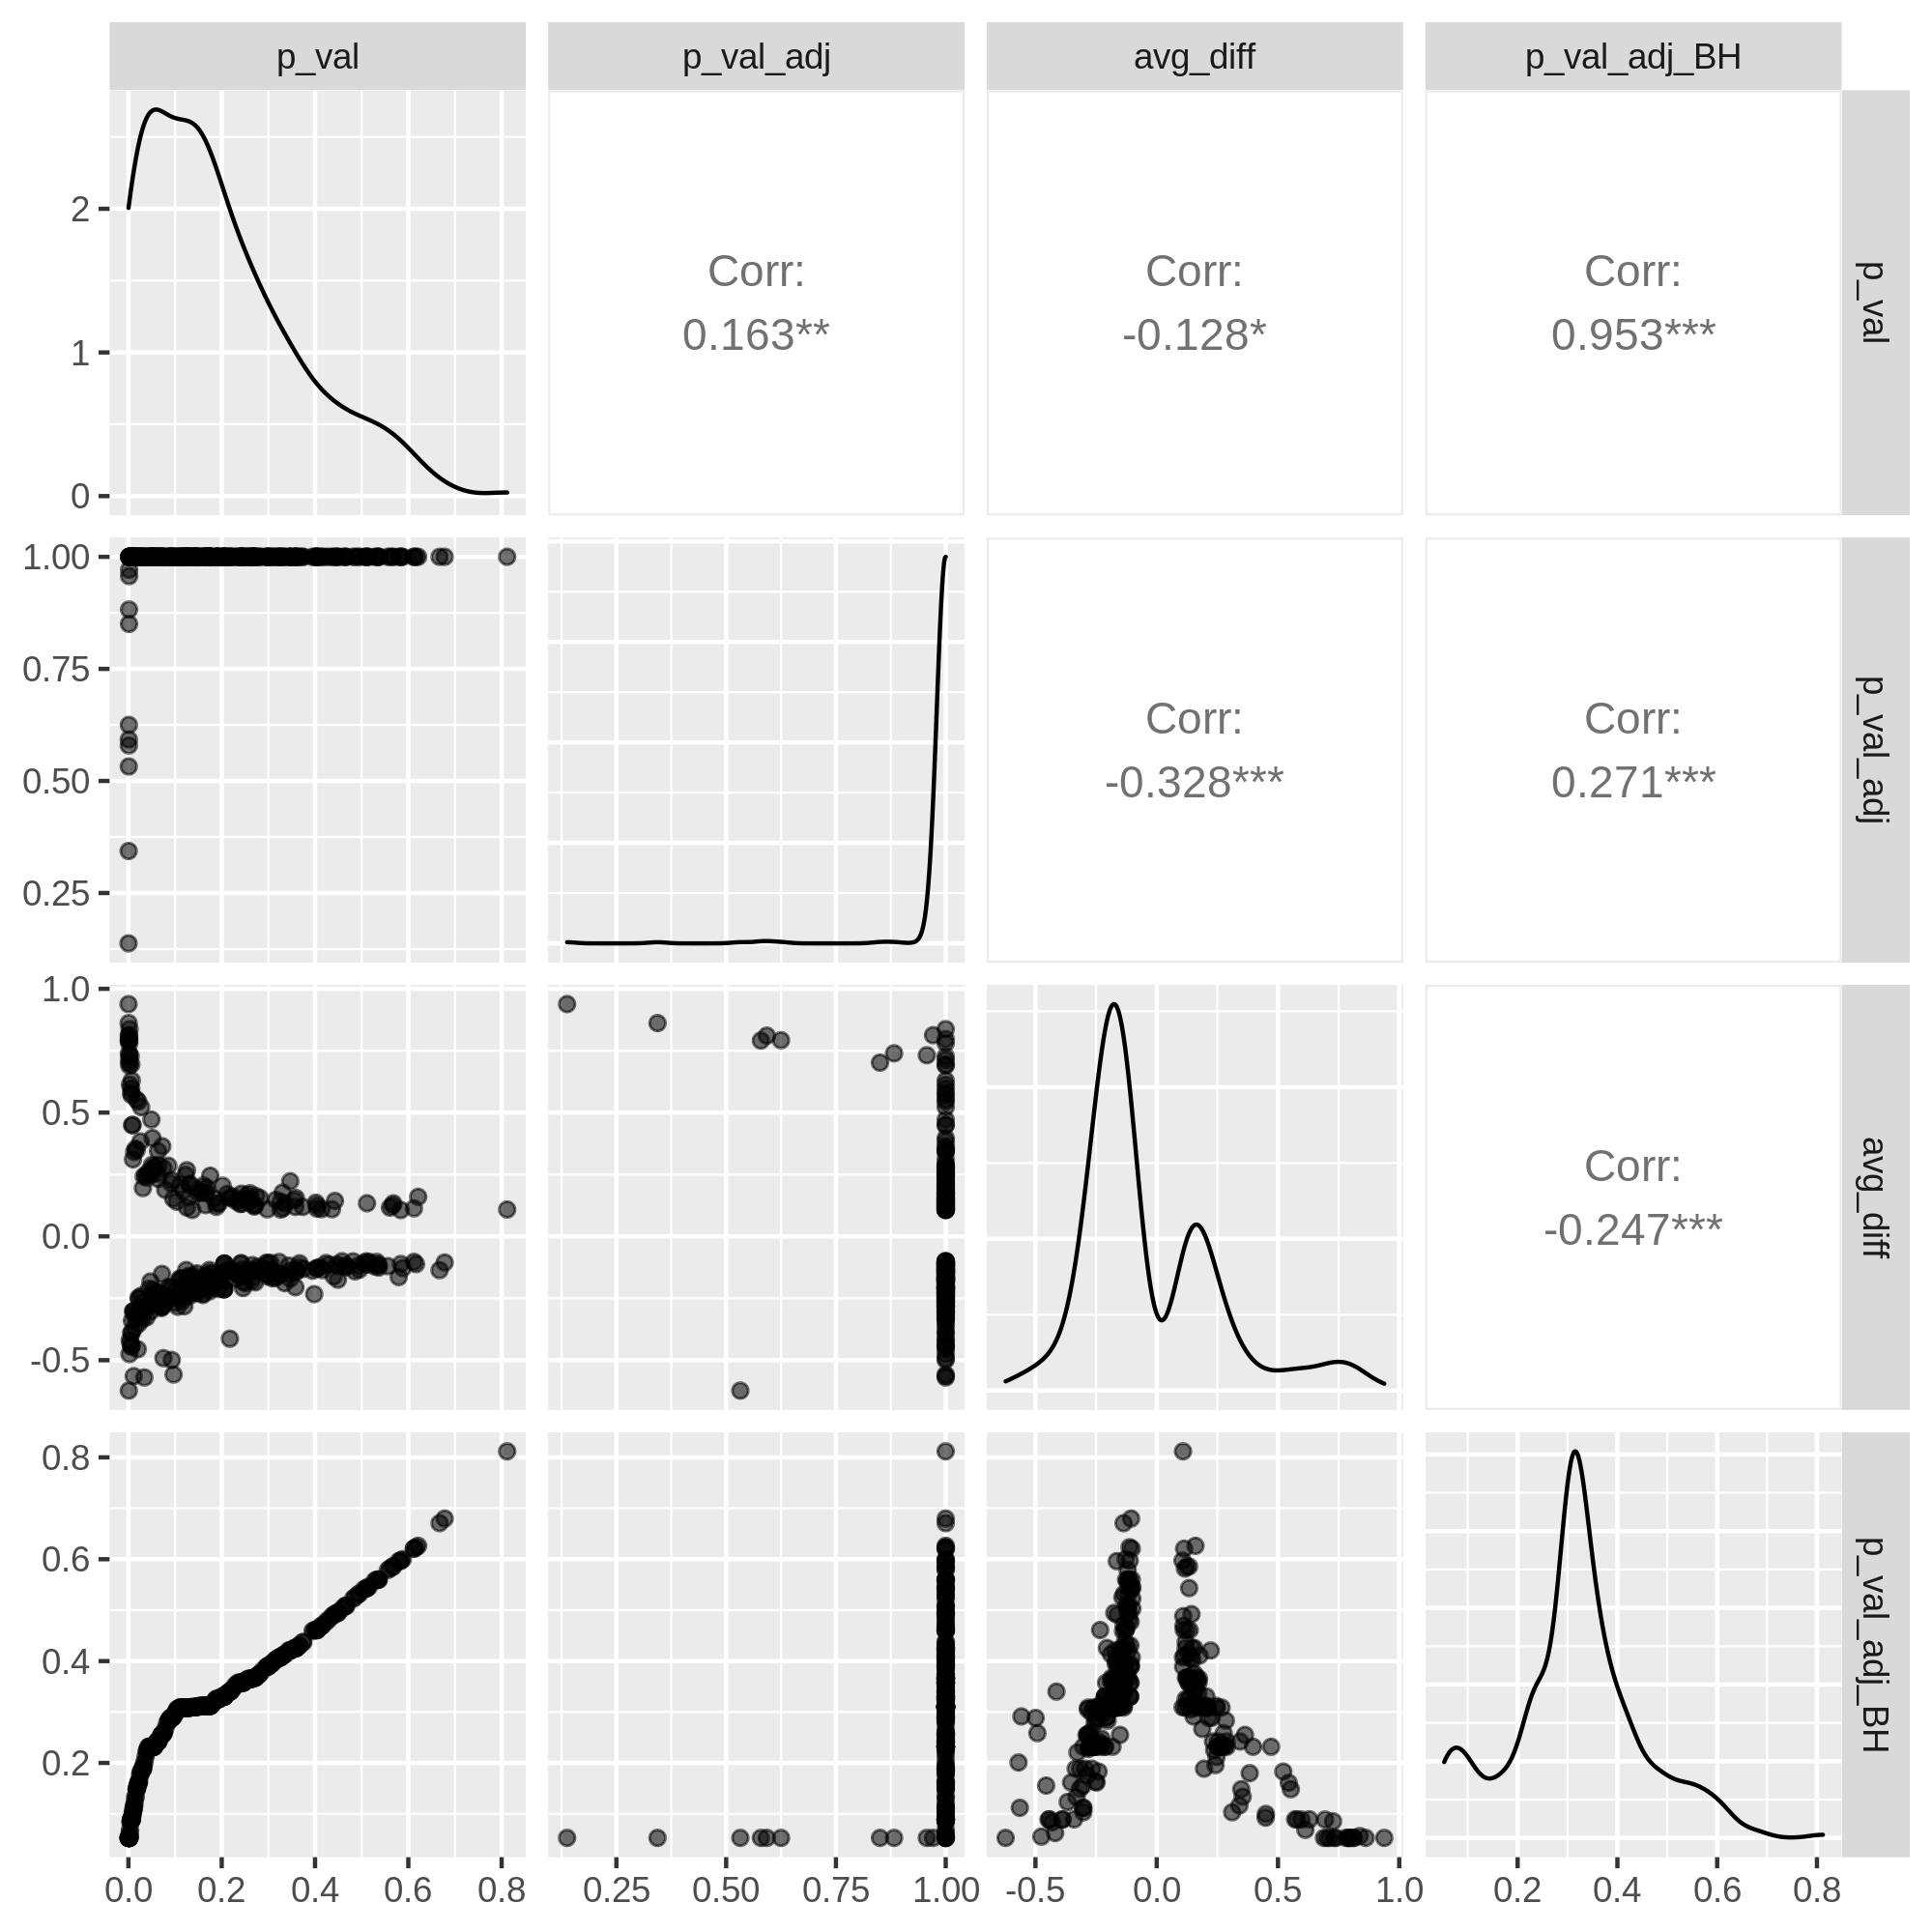 p_val
p_val_adj
avg_diff
p_val_adj_BH
2
1
0
Corr:
0.163**
Corr:
-0.128*
Corr:
0.953***
p_val
1.00
0.75
0.50
0.25
Corr:
-0.328***
Corr:
0.271***
p_val_adj
1.0
0.5
0.0
-0.5
Corr:
-0.247***
avg_diff
0.8
0.6
0.4
0.2
p_val_adj_BH
0.0 0.2 0.4 0.6 0.8
0.25 0.50 0.75 1.00
-0.5 0.0 0.5 1.0
0.2 0.4 0.6 0.8